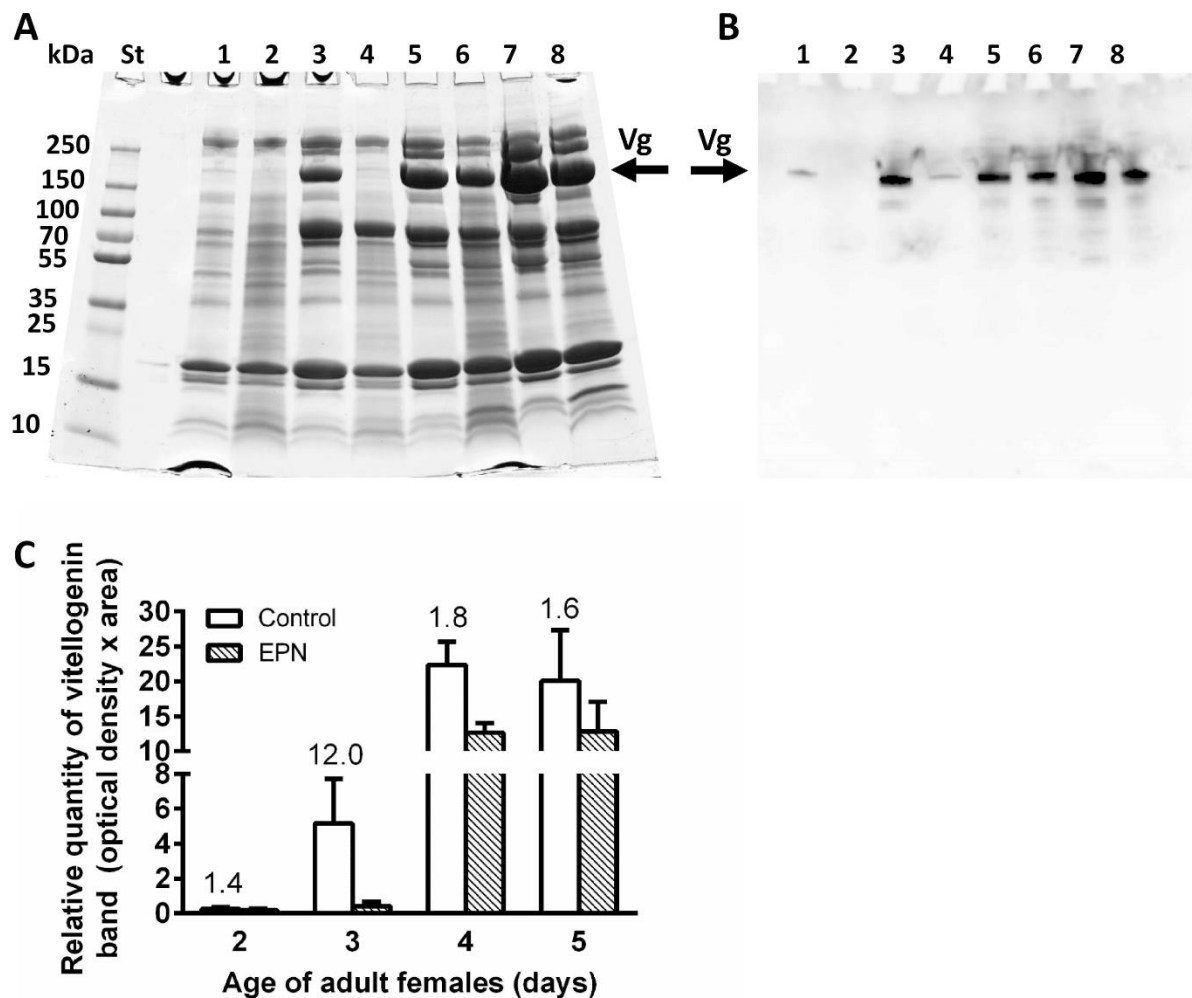 A
kDa St 1 2 3 4 5 6 7 8
250
150
100
70
55
35
25
15
10
Vg
B
1 2 3 4 5 6 7 8
Vg
C
Relative quantity of vitellogenin
band (optical density x area)
30
25
20
15
10
8
6
4
2
0
Control
EPN
1.4
12.0
1.8
1.6
2 3 4 5
Age of adult females (days)